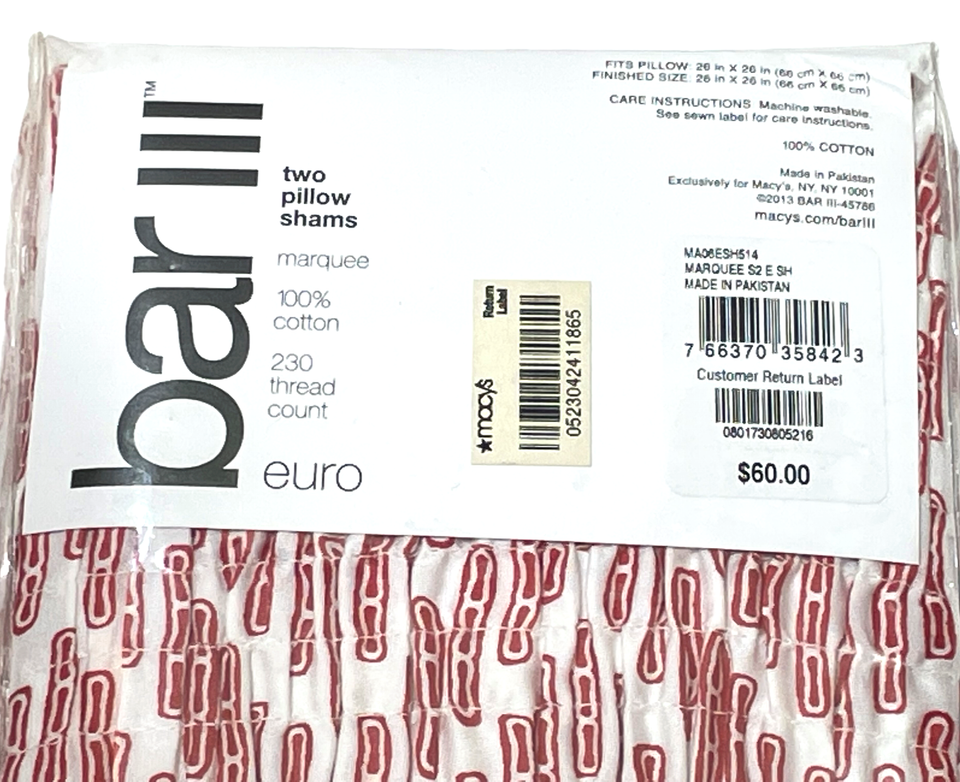 bar III™
two
pillow
shams
marquee
100%
cotton
230
thread
count
euro
FITS PILLOW: 26 in X 26 in (66 cm X 66 cm)
FINISHED SIZE: 26 in X 26 in (66 cm X 66 cm)
CARE INSTRUCTIONS: Machine washable.
See sewn label for care instructions.
100% COTTON
Made in Pakistan
Exclusively for Macy's, NY, NY 10001
©2013 BAR III-45786
macys.com/barIII
Return
Label
★macy's
052304241 1865
MA06ESH514
MARQUEE S2 E SH
MADE IN PAKISTAN
7 66370 35842 3
Customer Return Label
0801730805216
$60.00